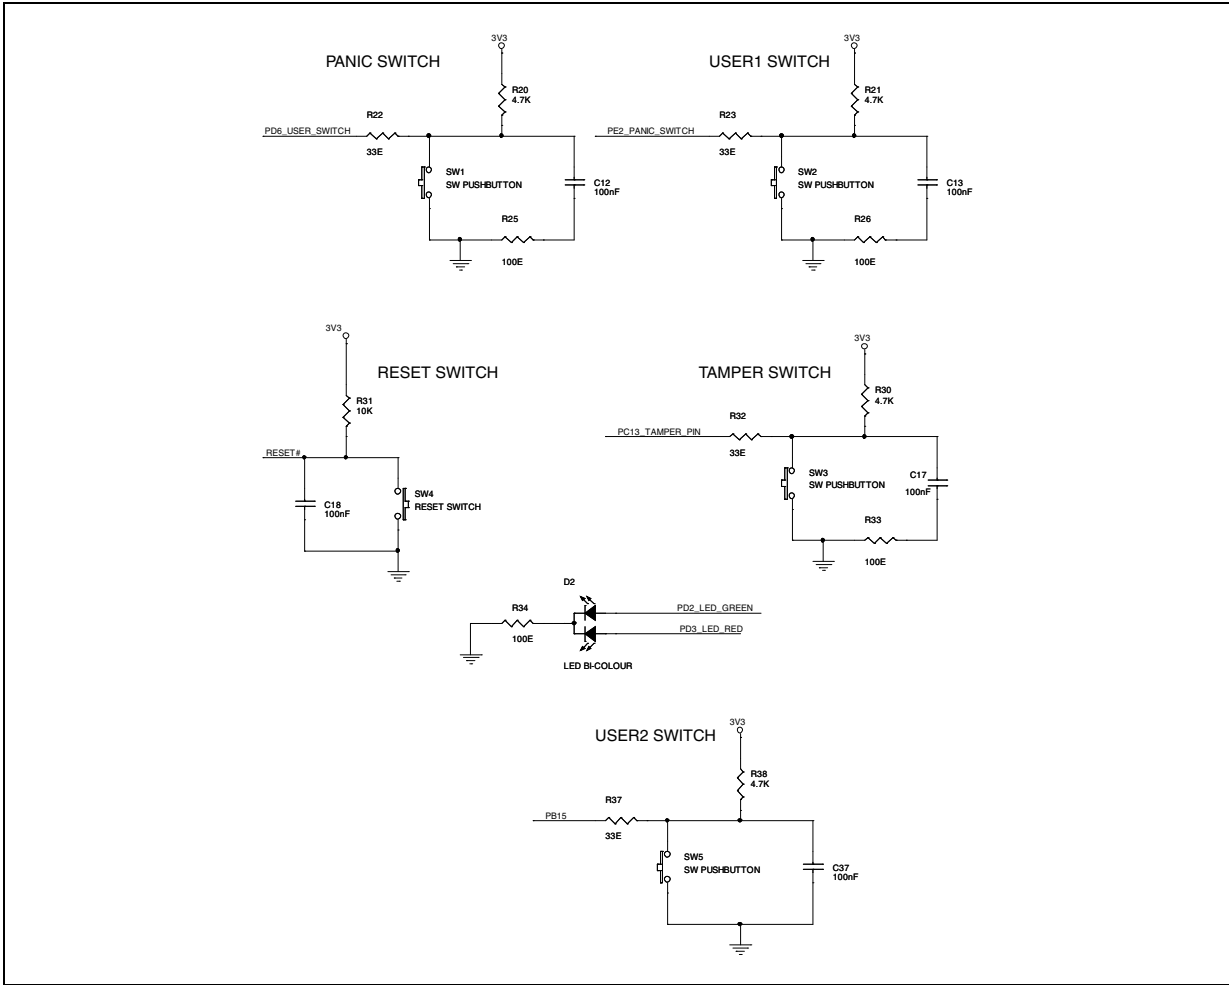 PANIC SWITCH
3V3
R20
4.7K
R22
PD6_USER_SWITCH
33E
SW1
SW PUSHBUTTON
C12
100nF
R25
100E
USER1 SWITCH
3V3
R21
4.7K
R23
PE2_PANIC_SWITCH
33E
SW2
SW PUSHBUTTON
C13
100nF
R26
100E
3V3
RESET SWITCH
R31
10K
RESET#
SW4
RESET SWITCH
C18
100nF
3V3
TAMPER SWITCH
R30
4.7K
R32
PC13_TAMPER_PIN
33E
SW3
SW PUSHBUTTON
C17
100nF
R33
100E
D2
R34
100E
PD2_LED_GREEN
PD3_LED_RED
LED BI-COLOUR
3V3
USER2 SWITCH
R38
4.7K
R37
PB15
33E
SW5
SW PUSHBUTTON
C37
100nF